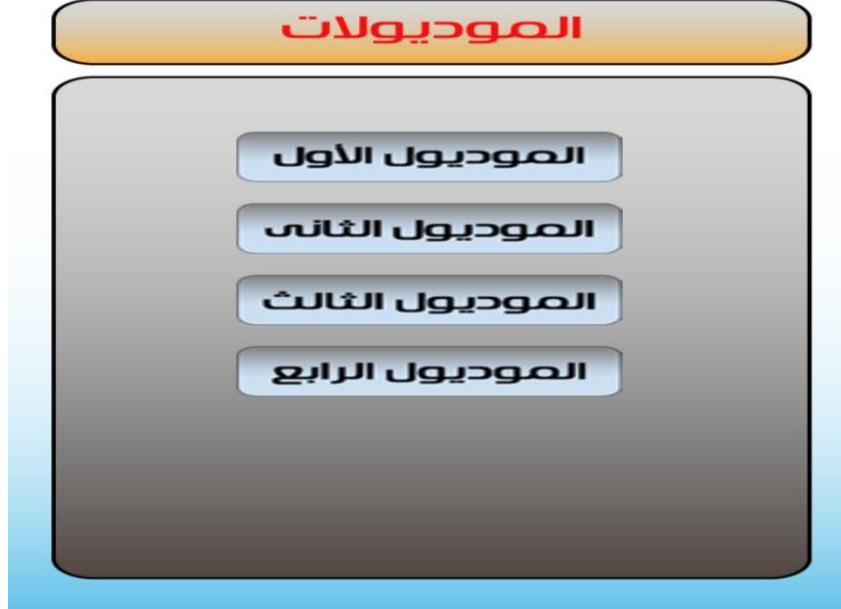 الموديولات
الموديول الأول
الموديول الثانى
الموديول الثالث
الموديول الرابع